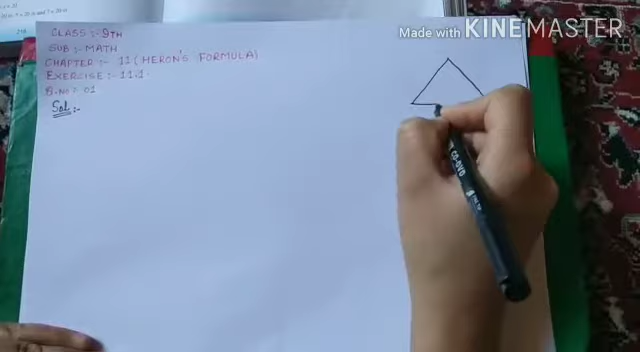 Made with KINEMASTER
CLASS :- 9TH
SUB :- MATH
CHAPTER :- 11 ( HERON'S FORMULA)
EXERCISE :- 11.1.
Q.No :- 01
Sol :-